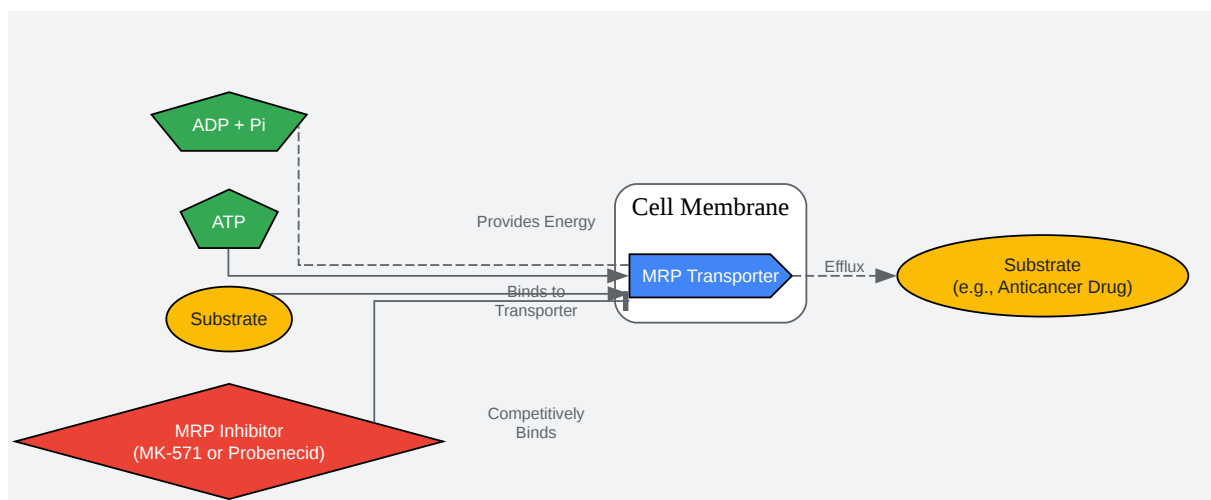 ADP + Pi
ATP
Provides Energy
Cell Membrane
MRP Transporter
Efflux
Substrate
(e.g., Anticancer Drug)
Binds to
Transporter
Substrate
Competitively
Binds
MRP Inhibitor
(MK-571 or Probenecid)